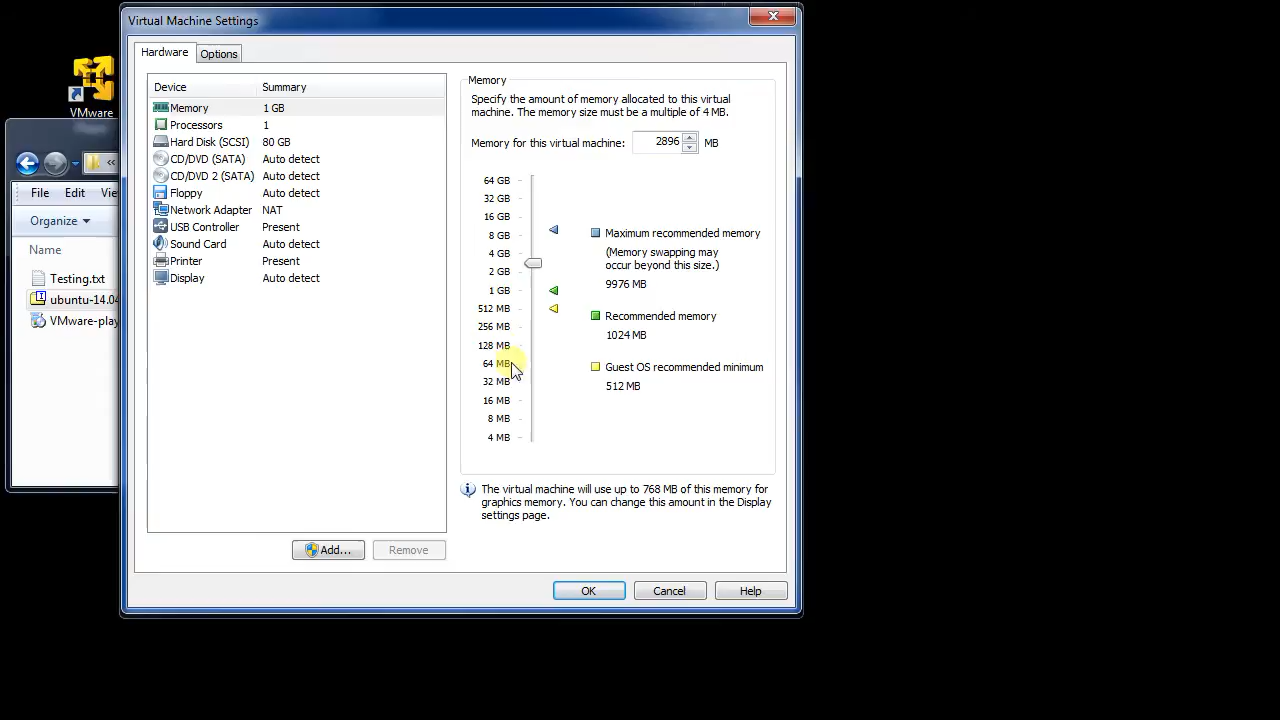 Virtual Machine Settings
Hardware
Options
VMware
File
Edit
Organize
Name
Testing.txt
ubuntu-14.04
VMware-play
Device
Summary
Memory
1 GB
Processors
1
Hard Disk (SCSI)
80 GB
CD/DVD (SATA)
Auto detect
CD/DVD 2 (SATA)
Auto detect
Floppy
Auto detect
Network Adapter
NAT
USB Controller
Present
Sound Card
Auto detect
Printer
Present
Display
Auto detect
Add...
Remove
Memory
Specify the amount of memory allocated to this virtual
machine. The memory size must be a multiple of 4 MB.
Memory for this virtual machine:
2896
MB
64 GB
32 GB
16 GB
8 GB
4 GB
2 GB
1 GB
512 MB
256 MB
128 MB
64 MB
32 MB
16 MB
8 MB
4 MB
Maximum recommended memory
(Memory swapping may
occur beyond this size.)
9976 MB
Recommended memory
1024 MB
Guest OS recommended minimum
512 MB
The virtual machine will use up to 768 MB of this memory for
graphics memory. You can change this amount in the Display
settings page.
OK
Cancel
Help